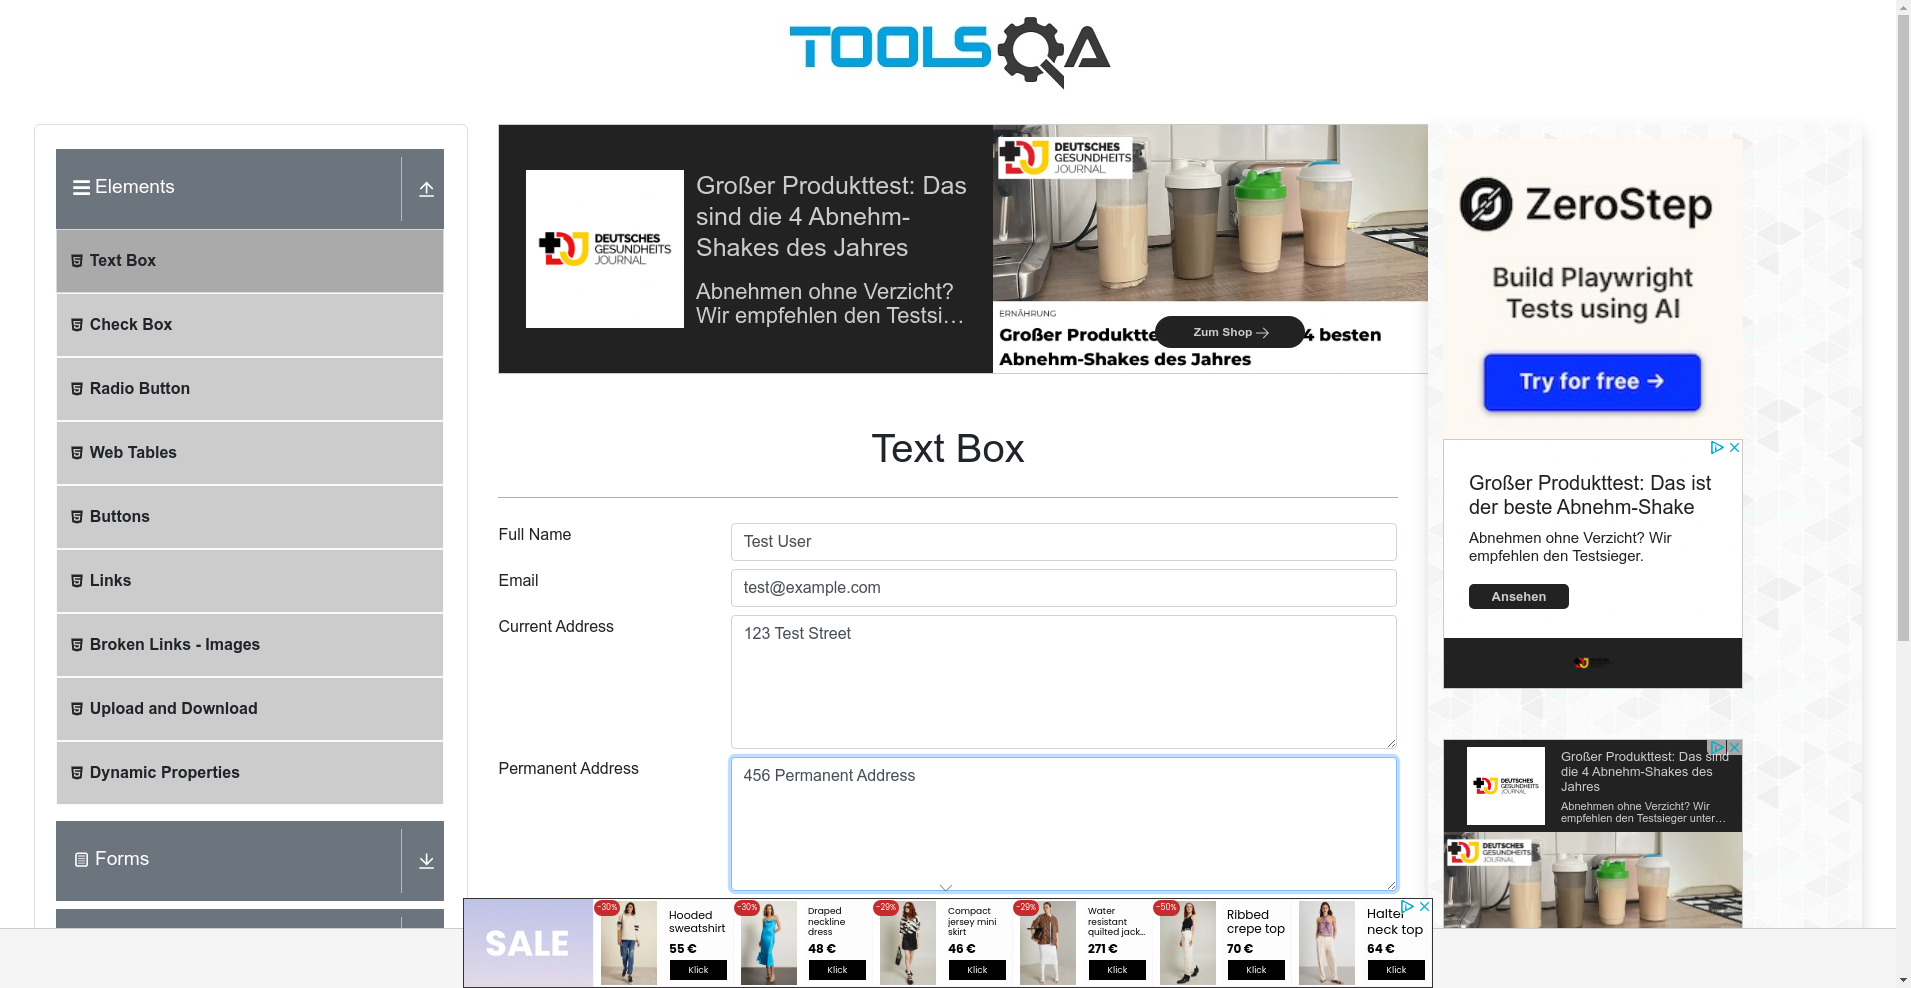 TOOLSQA
Elements
Text Box
Check Box
Radio Button
Web Tables
Buttons
Links
Broken Links - Images
Upload and Download
Dynamic Properties
Forms
DEUTSCHES
GESUNDHEITS
JOURNAL
Großer Produkttest: Das
sind die 4 Abnehm-
Shakes des Jahres
Abnehmen ohne Verzicht?
Wir empfehlen den Testsi…
DEUTSCHES
GESUNDHEITS
JOURNAL
ERNÄHRUNG
Großer Produktte
4 besten
Abnehm-Shakes des Jahres
Zum Shop
Text Box
Full Name
Test User
Email
test@example.com
Current Address
123 Test Street
Permanent Address
456 Permanent Address
ZeroStep
Build Playwright
Tests using AI
Try for free →
Großer Produkttest: Das ist
der beste Abnehm-Shake
Abnehmen ohne Verzicht? Wir
empfehlen den Testsieger.
Ansehen
DEUTSCHES
GESUNDHEITS
JOURNAL
Großer Produkttest: Das sind
die 4 Abnehm-Shakes des
Jahres
Abnehmen ohne Verzicht? Wir
empfehlen den Testsieger unter…
DEUTSCHES
GESUNDHEITS
JOURNAL
SALE
-30%
Hooded
sweatshirt
55 €
Klick
-30%
Draped
neckline
dress
48 €
Klick
-29%
Compact
jersey mini
skirt
46 €
Klick
-29%
Water
resistant
quilted jack...
271 €
Klick
-50%
Ribbed
crepe top
70 €
Klick
Halter
neck top
64 €
Klick